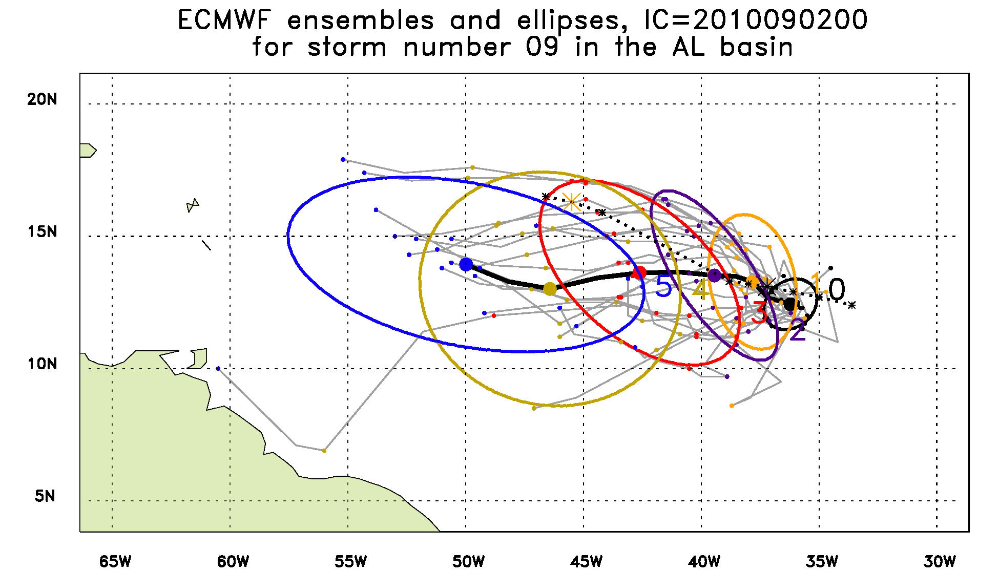 ECMWF ensembles and ellipses, IC=2010090200
for storm number 09 in the AL basin
20N
15N
10N
5N
5
4
3
2
1
0
65W
60W
55W
50W
45W
40W
35W
30W